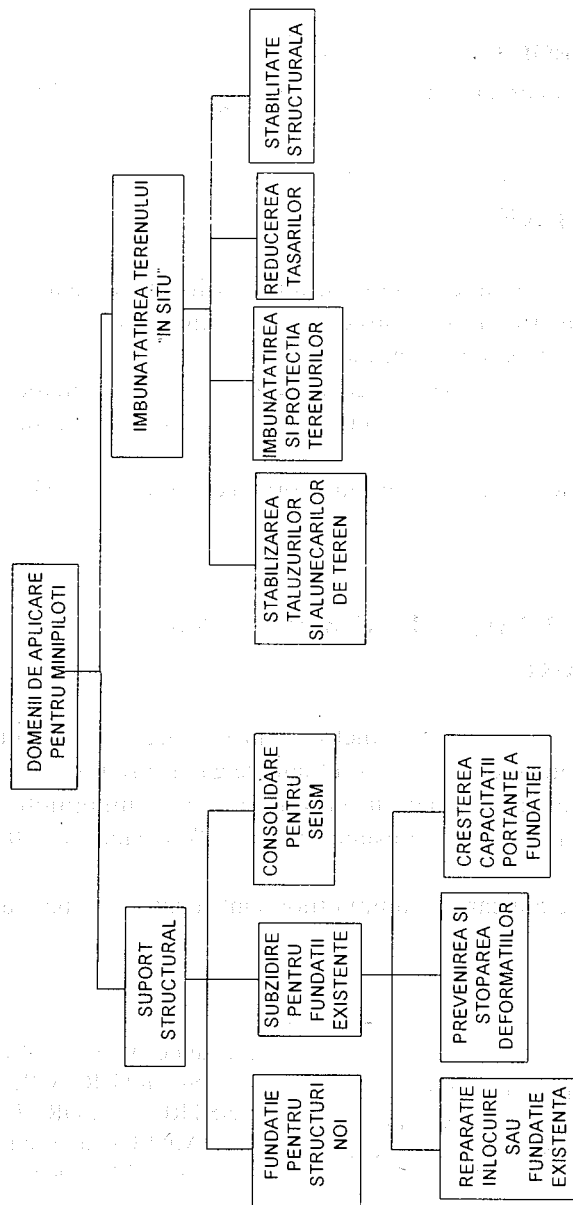 DOMENII DE APLICARE
PENTRU MINIPILOTI
SUPORT
STRUCTURAL
IMBUNATATIREA TERENULUI
"IN SITU"
FUNDATIE
PENTRU
STRUCTURI
NOI
SUBZIDIRE
PENTRU
FUNDATII
EXISTENTE
CONSOLIDARE
PENTRU
SEISM
STABILIZAREA
TALUZURILOR
SI ALUNECARILOR
DE TEREN
IMBUNATATIREA
SI PROTECTIA
TERENURILOR
REDUCEREA
TASARILOR
STABILITATE
STRUCTURALA
REPARATIE
INLOCUIRE
SAU
FUNDATIE
EXISTENTA
PREVENIREA SI
STOPAREA
DEFORMATIILOR
CRESTEREA
CAPACITATII
PORTANTE A
FUNDATIEI